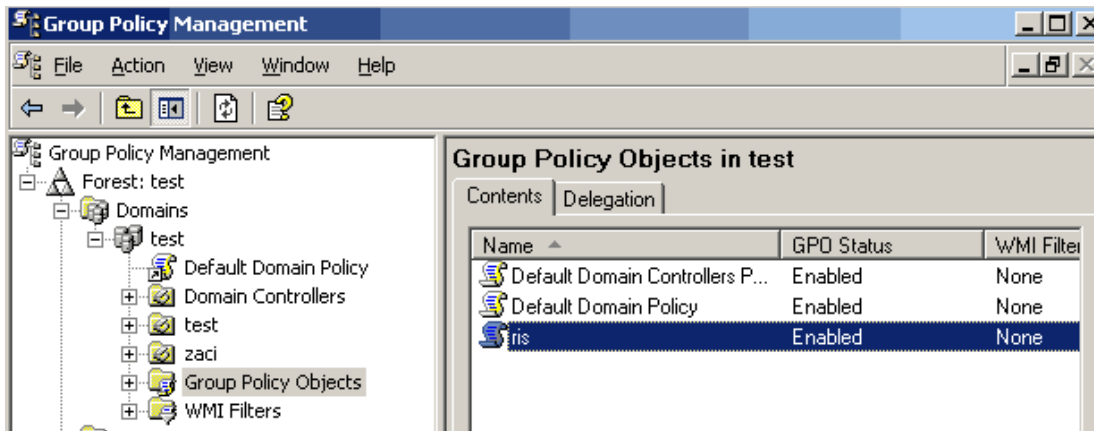 Group Policy Management
File Action View Window Help
Group Policy Management
Forest: test
Domains
test
Default Domain Policy
Domain Controllers
test
zaci
Group Policy Objects
WMI Filters
Group Policy Objects in test
Contents Delegation
Name GPO Status WMI Filter
Default Domain Controllers P... Enabled None
Default Domain Policy Enabled None
ris Enabled None